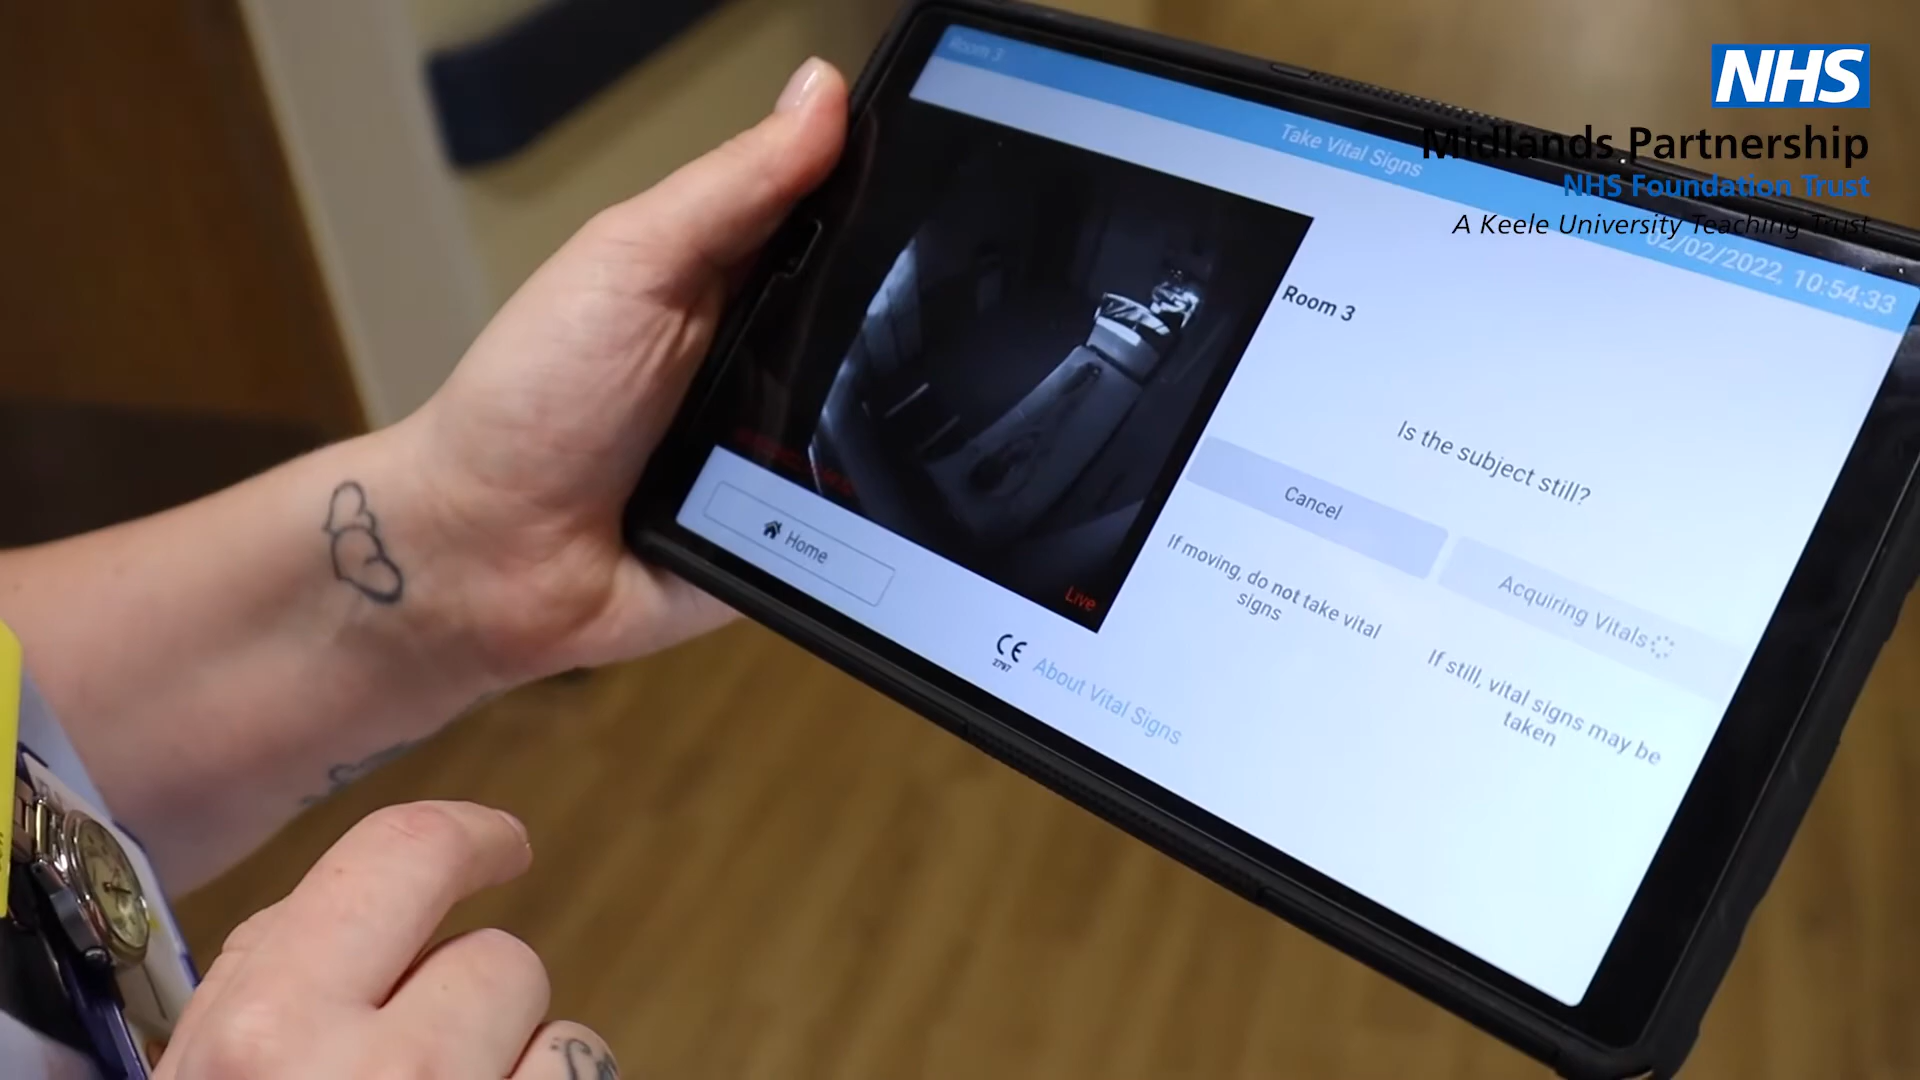 NHS
Midlands Partnership
NHS Foundation Trust
A Keele University Teaching Trust
Room 3
Take Vital Signs
02/02/2022, 10:54:33
Room 3
Is the subject still?
Cancel
Acquiring Vitals
If moving, do not take vital
signs
If still, vital signs may be
taken
Live
Home
CE
2797
About Vital Signs